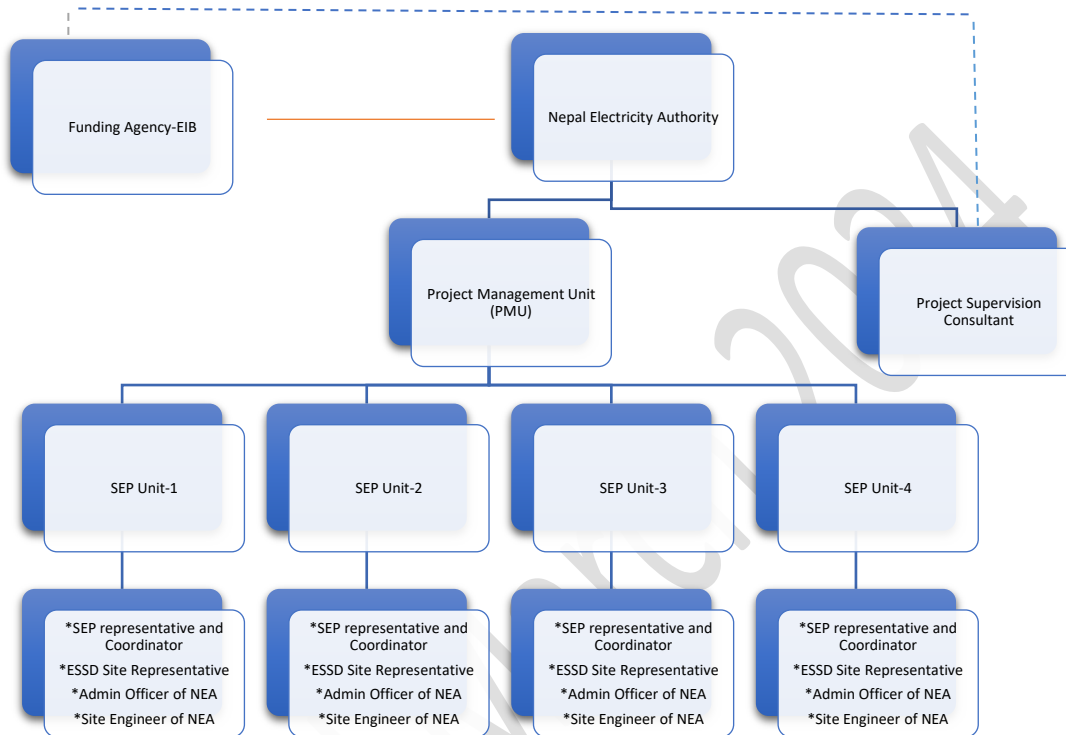 Funding Agency-EIB
Nepal Electricity Authority
Project Management Unit
(PMU)
Project Supervision
Consultant
SEP Unit-1
SEP Unit-2
SEP Unit-3
SEP Unit-4
*SEP representative and
Coordinator
*ESSD Site Representative
*Admin Officer of NEA
*Site Engineer of NEA
*SEP representative and
Coordinator
*ESSD Site Representative
*Admin Officer of NEA
*Site Engineer of NEA
*SEP representative and
Coordinator
*ESSD Site Representative
*Admin Officer of NEA
*Site Engineer of NEA
*SEP representative and
Coordinator
*ESSD Site Representative
*Admin Officer of NEA
*Site Engineer of NEA
2024